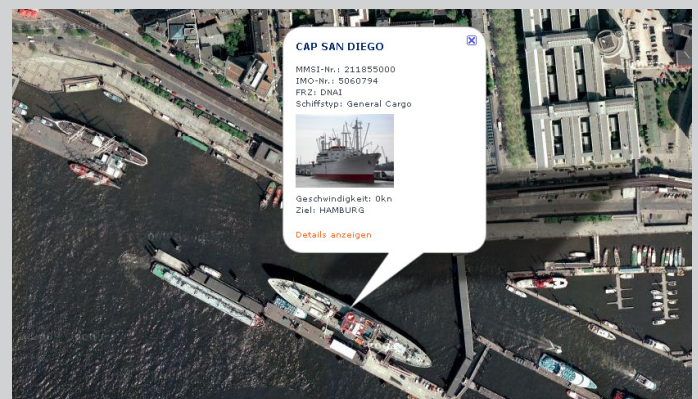 CAP SAN DIEGO
MMSI-Nr.: 211855000
IMO-Nr.: 5060794
FRZ: DNAI
Schiffstyp: General Cargo
Geschwindigkeit: 0kn
Ziel: HAMBURG
Details anzeigen